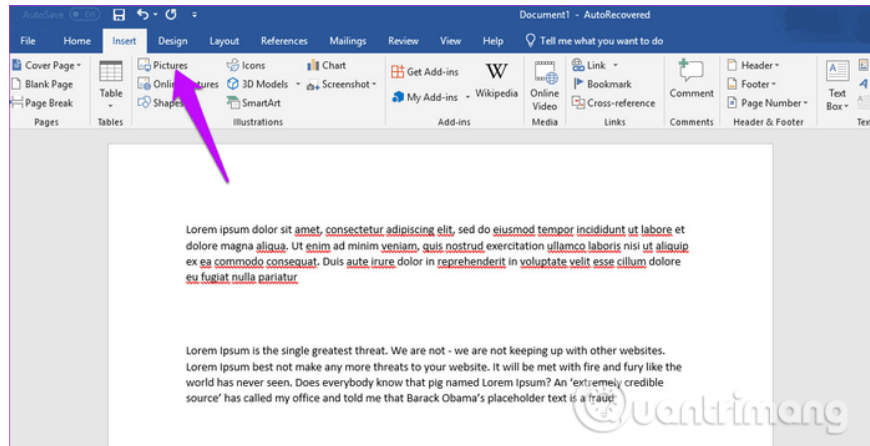 AutoSave Off Document1 - AutoRecovered
File Home Insert Design Layout References Mailings Review View Help Tell me what you want to do
Cover Page
Blank Page
Page Break
Pages
Table
Tables
Pictures
Shapes
Icons
3D Models
SmartArt
Chart
Screenshot
Illustrations
Get Add-ins
My Add-ins
W
Wikipedia
Add-ins
Online
Video
Media
Link
Bookmark
Cross-reference
Links
Comment
Comments
Header
Footer
Page Number
Header & Footer
Text
Box
Lorem ipsum dolor sit amet, consectetur adipiscing elit, sed do eiusmod tempor incididunt ut labore et
dolore magna aliqua. Ut enim ad minim veniam, quis nostrud exercitation ullamco laboris nisi ut aliquip
ex ea commodo consequat. Duis aute irure dolor in reprehenderit in voluptate velit esse cillum dolore
eu fugiat nulla pariatur
Lorem Ipsum is the single greatest threat. We are not - we are not keeping up with other websites.
Lorem Ipsum best not make any more threats to your website. It will be met with fire and fury like the
world has never seen. Does everybody know that pig named Lorem Ipsum? An ‘extremely credible
source’ has called my office and told me that Barack Obama’s placeholder text is a fraud.
Quantrimang